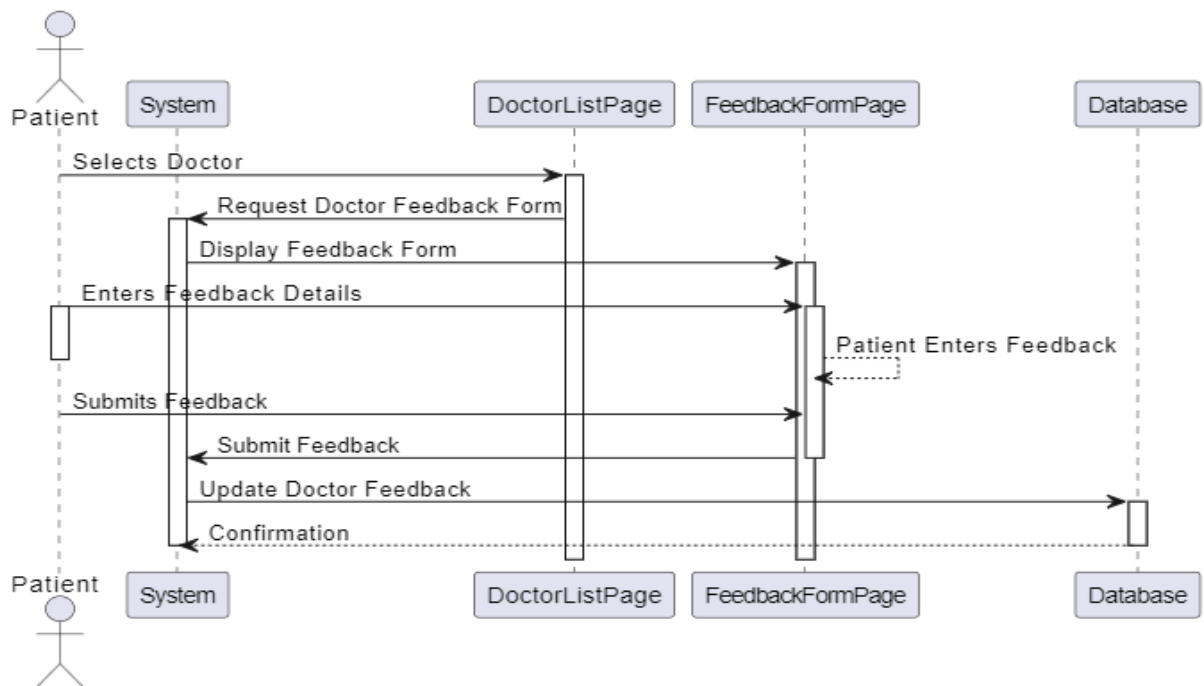 Patient
System
DoctorListPage
FeedbackFormPage
Database
Selects Doctor
Request Doctor Feedback Form
Display Feedback Form
Enters Feedback Details
Patient Enters Feedback
Submits Feedback
Submit Feedback
Update Doctor Feedback
Confirmation
Patient
System
DoctorListPage
FeedbackFormPage
Database